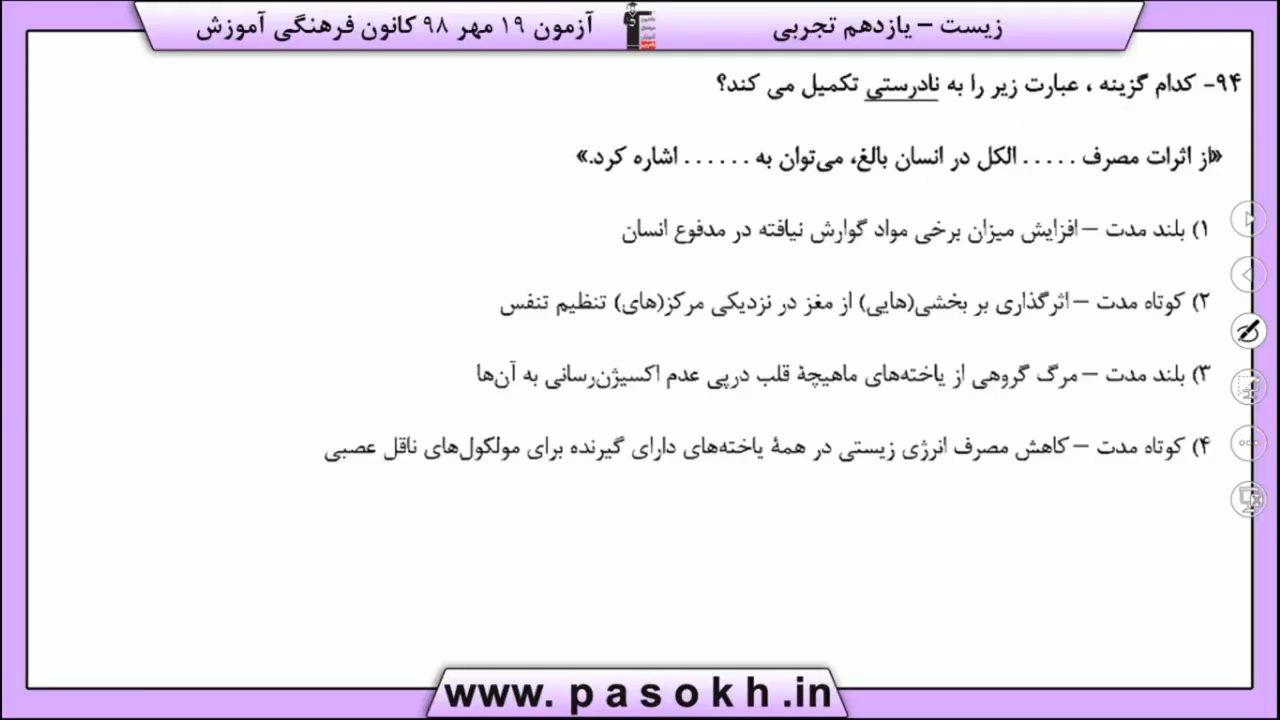 زیست – یازدهم تجربی
آزمون ۱۹ مهر ۹۸ کانون فرهنگی آموزش
۹۴- کدام گزینه ، عبارت زیر را به نادرستی تکمیل می کند؟
«از اثرات مصرف ..... الکل در انسان بالغ، می‌توان به ...... اشاره کرد.»
۱) بلند مدت – افزایش میزان برخی مواد گوارش نیافته در مدفوع انسان
۲) کوتاه مدت – اثرگذاری بر بخشی(هایی) از مغز در نزدیکی مرکز(های) تنظیم تنفس
۳) بلند مدت – مرگ گروهی از یاخته‌های ماهیچهٔ قلب درپی عدم اکسیژن‌رسانی به آن‌ها
۴) کوتاه مدت – کاهش مصرف انرژی زیستی در همهٔ یاخته‌های دارای گیرنده برای مولکول‌های ناقل عصبی
www. p a s o k h .in